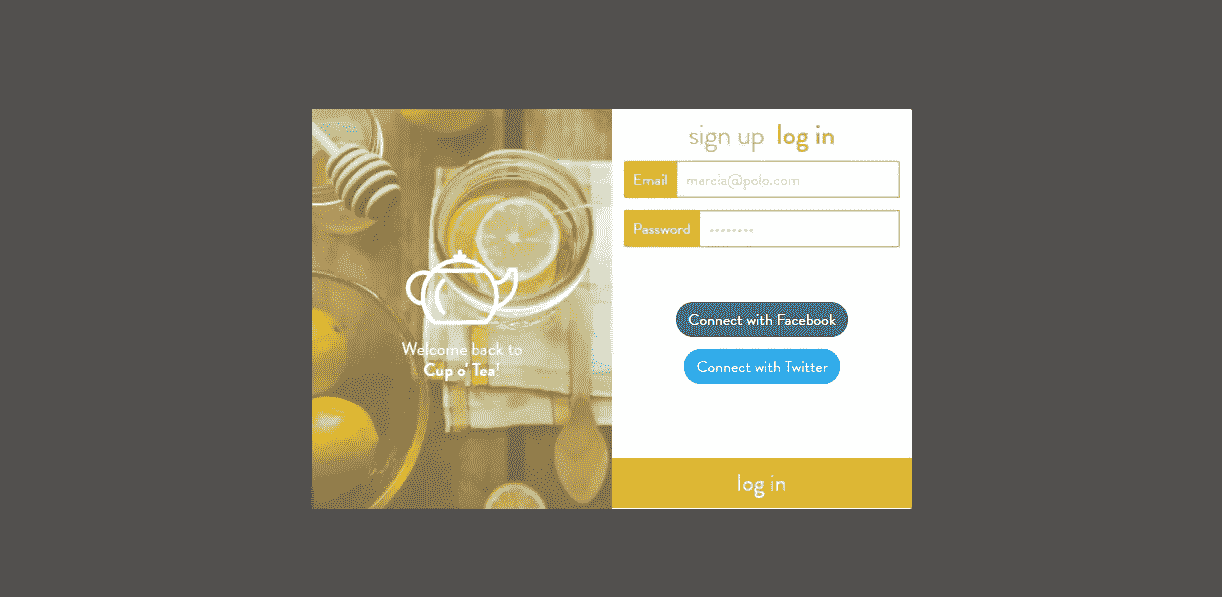 Welcome back to
Cup o' Tea!
sign up log in
Email marcia@polo.com
Password --------
Connect with Facebook
Connect with Twitter
log in